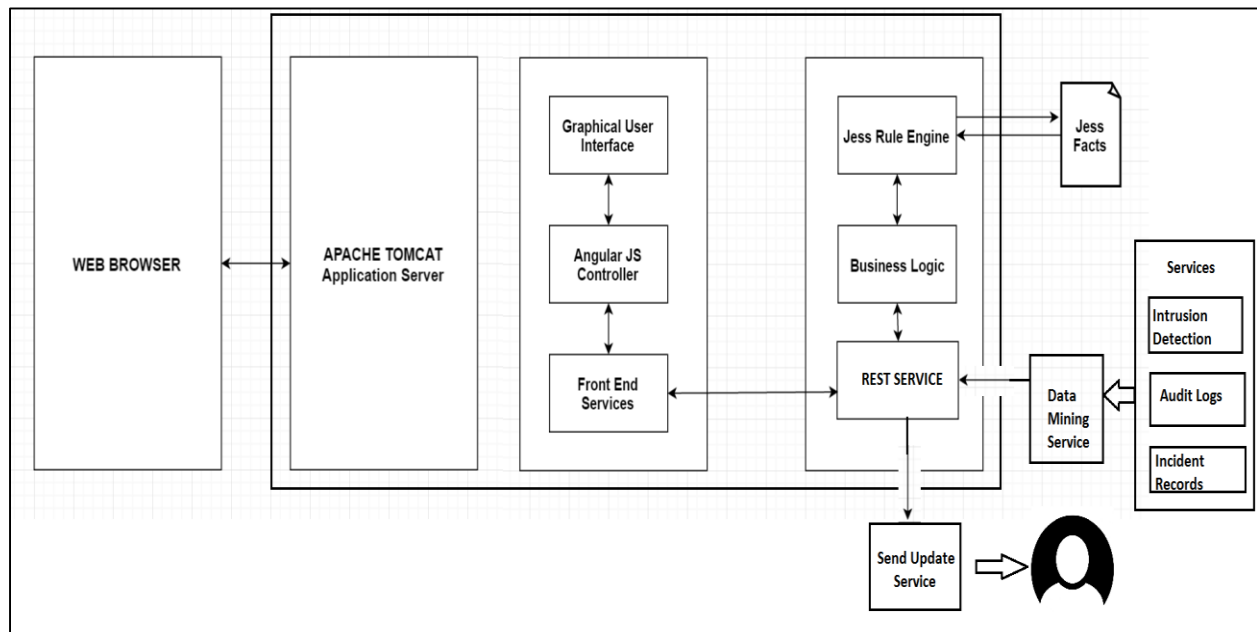 WEB BROWSER
APACHE TOMCAT
Application Server
Graphical User
Interface
Angular JS
Controller
Front End
Services
Jess Rule Engine
Business Logic
REST SERVICE
Jess
Facts
Data
Mining
Service
Services
Intrusion
Detection
Audit Logs
Incident
Records
Send Update
Service